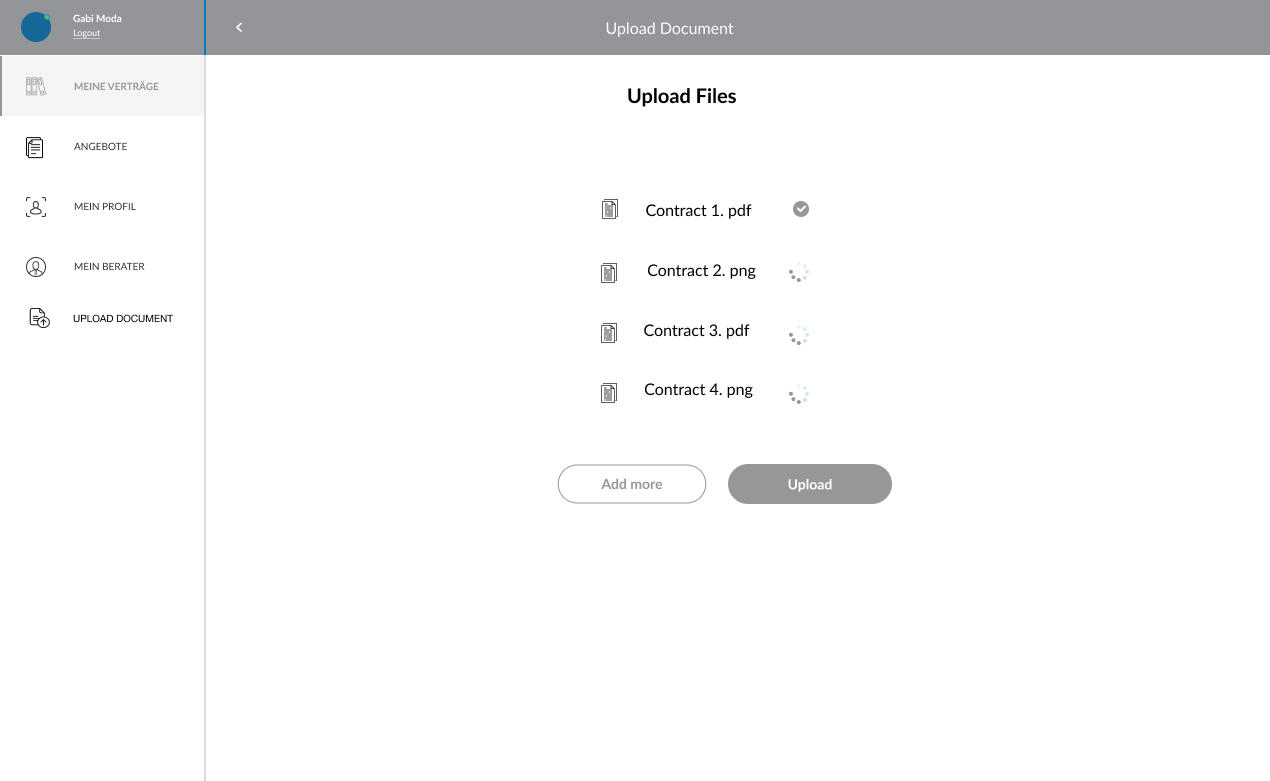 Gabi Moda
Logout
Upload Document
MEINE VERTRÄGE
ANGEBOTE
MEIN PROFIL
MEIN BERATER
UPLOAD DOCUMENT
Upload Files
Contract 1. pdf
Contract 2. png
Contract 3. pdf
Contract 4. png
Add more
Upload